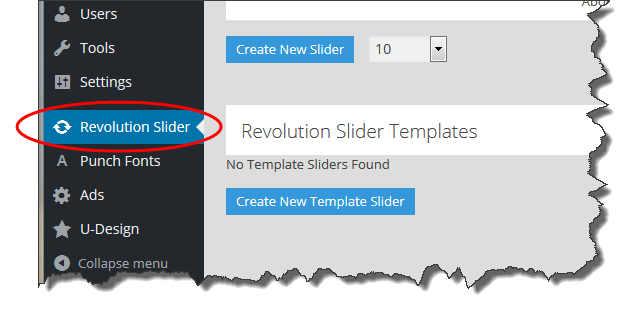 Users
Tools
Settings
Revolution Slider
A Punch Fonts
Ads
U-Design
Collapse menu
Create New Slider
10
Revolution Slider Templates
No Template Sliders Found
Create New Template Slider